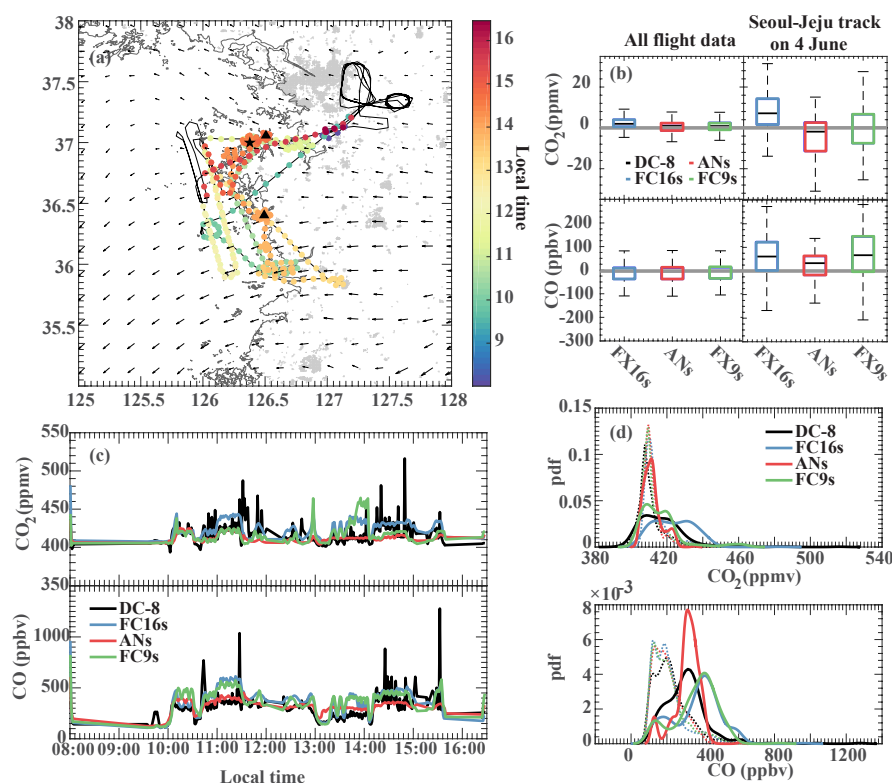 (a)
38
37.5
37
36.5
36
35.5
125
125.5
126
126.5
127
127.5
128
16
15
14
13
12
11
10
9
8
Local time
All flight data
Seoul-Jeju track
on 4 June
(b)
CO2 (ppmv)
20
0
-20
DC-8
ANs
FC16s
FC9s
CO (ppbv)
200
100
0
-100
-200
-300
FX16s
ANs
FX9s
FX16s
ANs
FX9s
(c)
CO2 (ppmv)
550
500
450
400
350
CO (ppbv)
1000
500
0
DC-8
FC16s
ANs
FC9s
08:00
09:00
10:00
11:00
12:00
13:00
14:00
15:00
16:00
Local time
(d)
pdf
0.15
0.1
0.05
0
DC-8
FC16s
ANs
FC9s
380
420
460
500
540
CO2 (ppmv)
×10-3
pdf
8
6
4
2
0
0
400
800
1200
CO (ppbv)